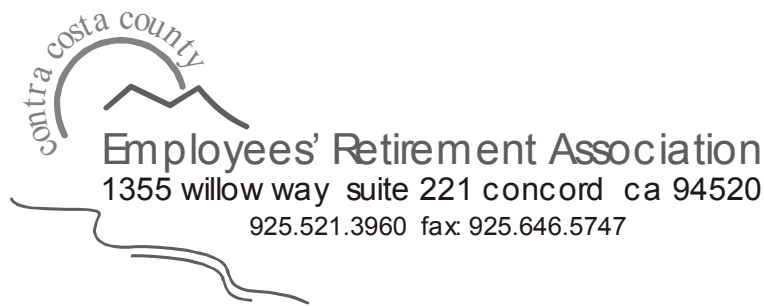 contra costa county
Employees' Retirement Association
1355 willow way suite 221 concord ca 94520
925.521.3960 fax: 925.646.5747